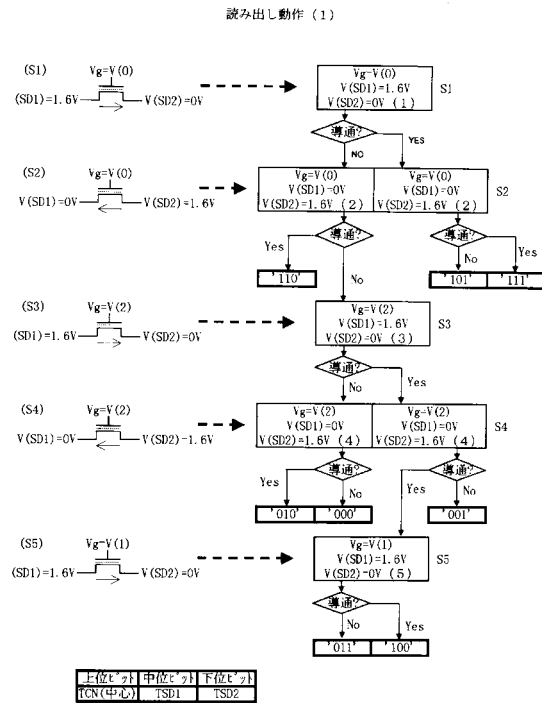 読み出し動作 (1)
(S1) Vg=V(0)
(SD1)=1.6V V(SD2)=0V
Vg=V(0)
V(SD1)=1.6V
V(SD2)=0V (1)
S1
導通?
YES
NO
(S2) Vg=V(0)
V(SD1)=0V V(SD2)=1.6V
Vg=V(0)
V(SD1)=0V
V(SD2)=1.6V (2)
Vg=V(0)
V(SD1)=0V
V(SD2)=1.6V (2)
S2
導通?
Yes
No
導通?
Yes
No
'110'
'101' '111'
(S3) Vg=V(2)
(SD1)=1.6V V(SD2)=0V
Vg=V(2)
V(SD1)=1.6V
V(SD2)=0V (3)
S3
導通?
Yes
No
(S4) Vg=V(2)
V(SD1)=0V V(SD2)=1.6V
Vg=V(2)
V(SD1)=0V
V(SD2)=1.6V (4)
Vg=V(2)
V(SD1)=0V
V(SD2)=1.6V (4)
S4
導通?
Yes
No
導通?
Yes
No
'010' '000'
'001'
(S5) Vg=V(1)
(SD1)=1.6V V(SD2)=0V
Vg=V(1)
V(SD1)=1.6V
V(SD2)=0V (5)
S5
導通?
No
Yes
'011' '100'
上位ビット 中位ビット 下位ビット
TCN(中心) TSD1 TSD2